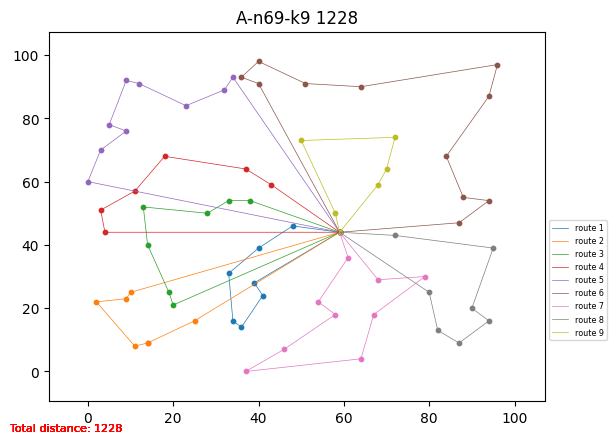 A-n69-k9 1228
100
80
60
40
20
0
0 20 40 60 80 100
route 1
route 2
route 3
route 4
route 5
route 6
route 7
route 8
route 9
Total distance: 1228